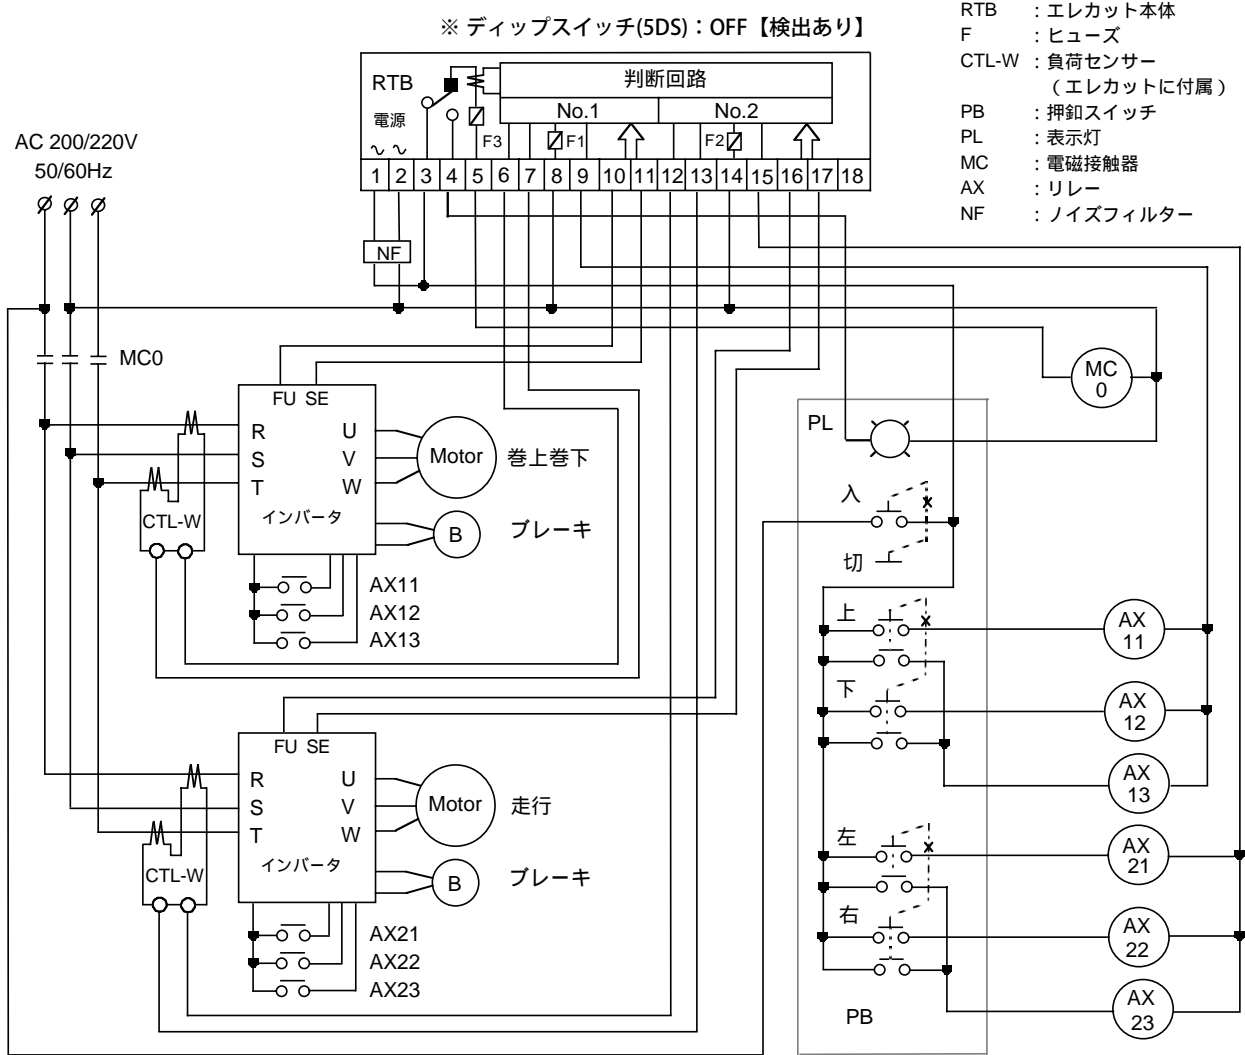 ※ ディップスイッチ(5DS)：OFF【検出あり】
RTB ：エレカット本体
F ：ヒューズ
CTL-W ：負荷センサー
（エレカットに付属）
PB ：押釦スイッチ
PL ：表示灯
MC ：電磁接触器
AX ：リレー
NF ：ノイズフィルター
RTB
判断回路
No.1 No.2
電源
F3 F1 F2
1 2 3 4 5 6 7 8 9 10 11 12 13 14 15 16 17 18
AC 200/220V
50/60Hz
NF
MC0
MC
0
FU SE
R U
S V
T W
インバータ
Motor
巻上巻下
B
ブレーキ
CTL-W
AX11
AX12
AX13
FU SE
R U
S V
T W
インバータ
Motor
走行
B
ブレーキ
CTL-W
AX21
AX22
AX23
PL
入
切
上
下
左
右
PB
AX
11
AX
12
AX
13
AX
21
AX
22
AX
23